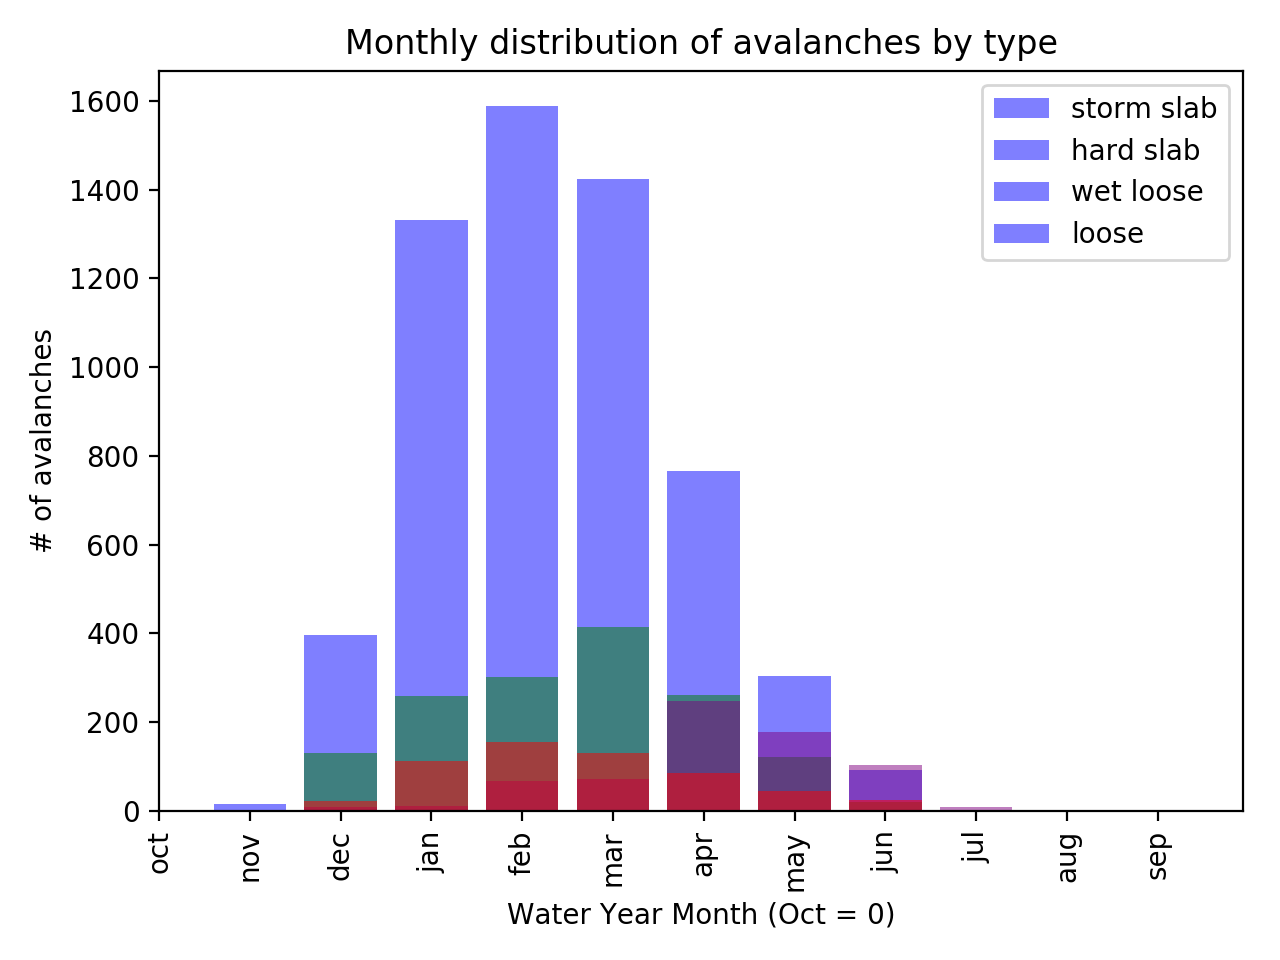 Monthly distribution of avalanches by type
1600
1400
1200
1000
800
600
400
200
0
# of avalanches
storm slab
hard slab
wet loose
loose
oct
nov
dec
jan
feb
mar
apr
may
jun
jul
aug
sep
Water Year Month (Oct = 0)